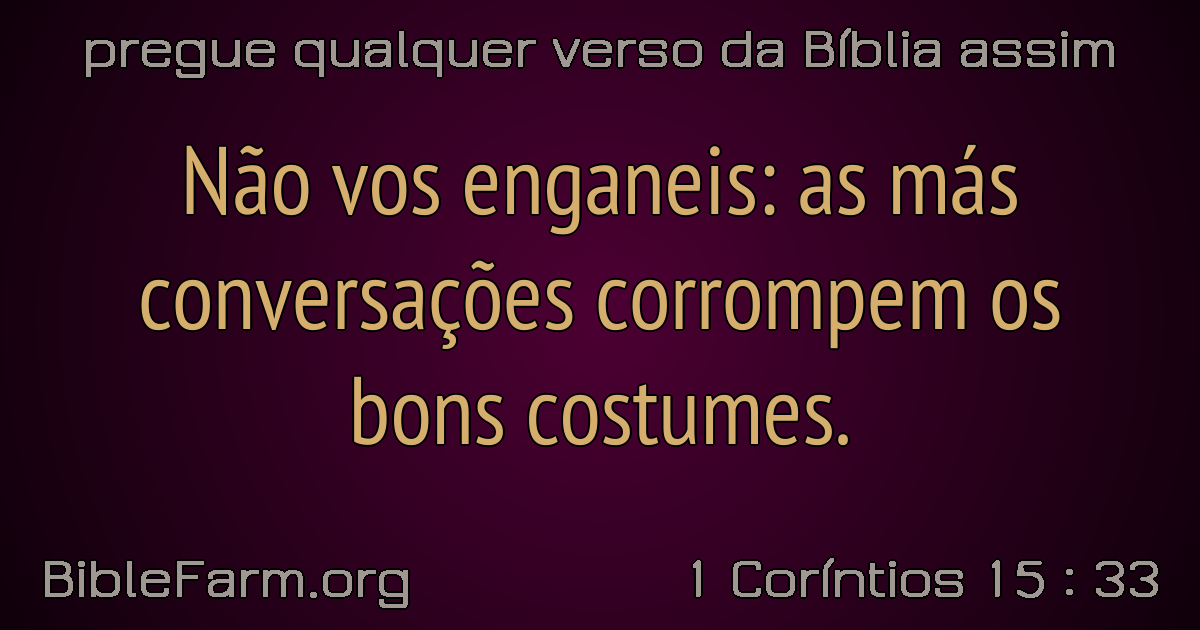 pregue qualquer verso da Bíblia assim
Não vos enganeis: as más
conversações corrompem os
bons costumes.
BibleFarm.org
1 Coríntios 15 : 33